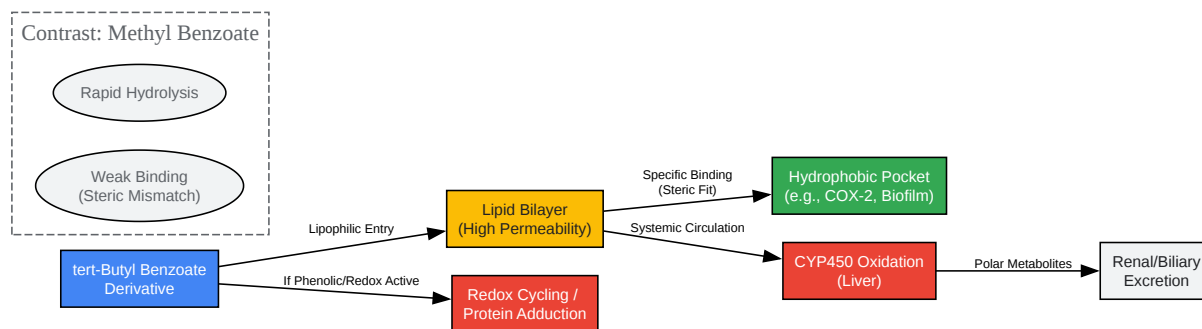 Contrast: Methyl Benzoate
Rapid Hydrolysis
Weak Binding
(Steric Mismatch)
tert-Butyl Benzoate
Derivative
Lipophilic Entry
If Phenolic/Redox Active
Lipid Bilayer
(High Permeability)
Redox Cycling /
Protein Adduction
Specific Binding
(Steric Fit)
Systemic Circulation
Hydrophobic Pocket
(e.g., COX-2, Biofilm)
CYP450 Oxidation
(Liver)
Polar Metabolites
Renal/Biliary
Excretion